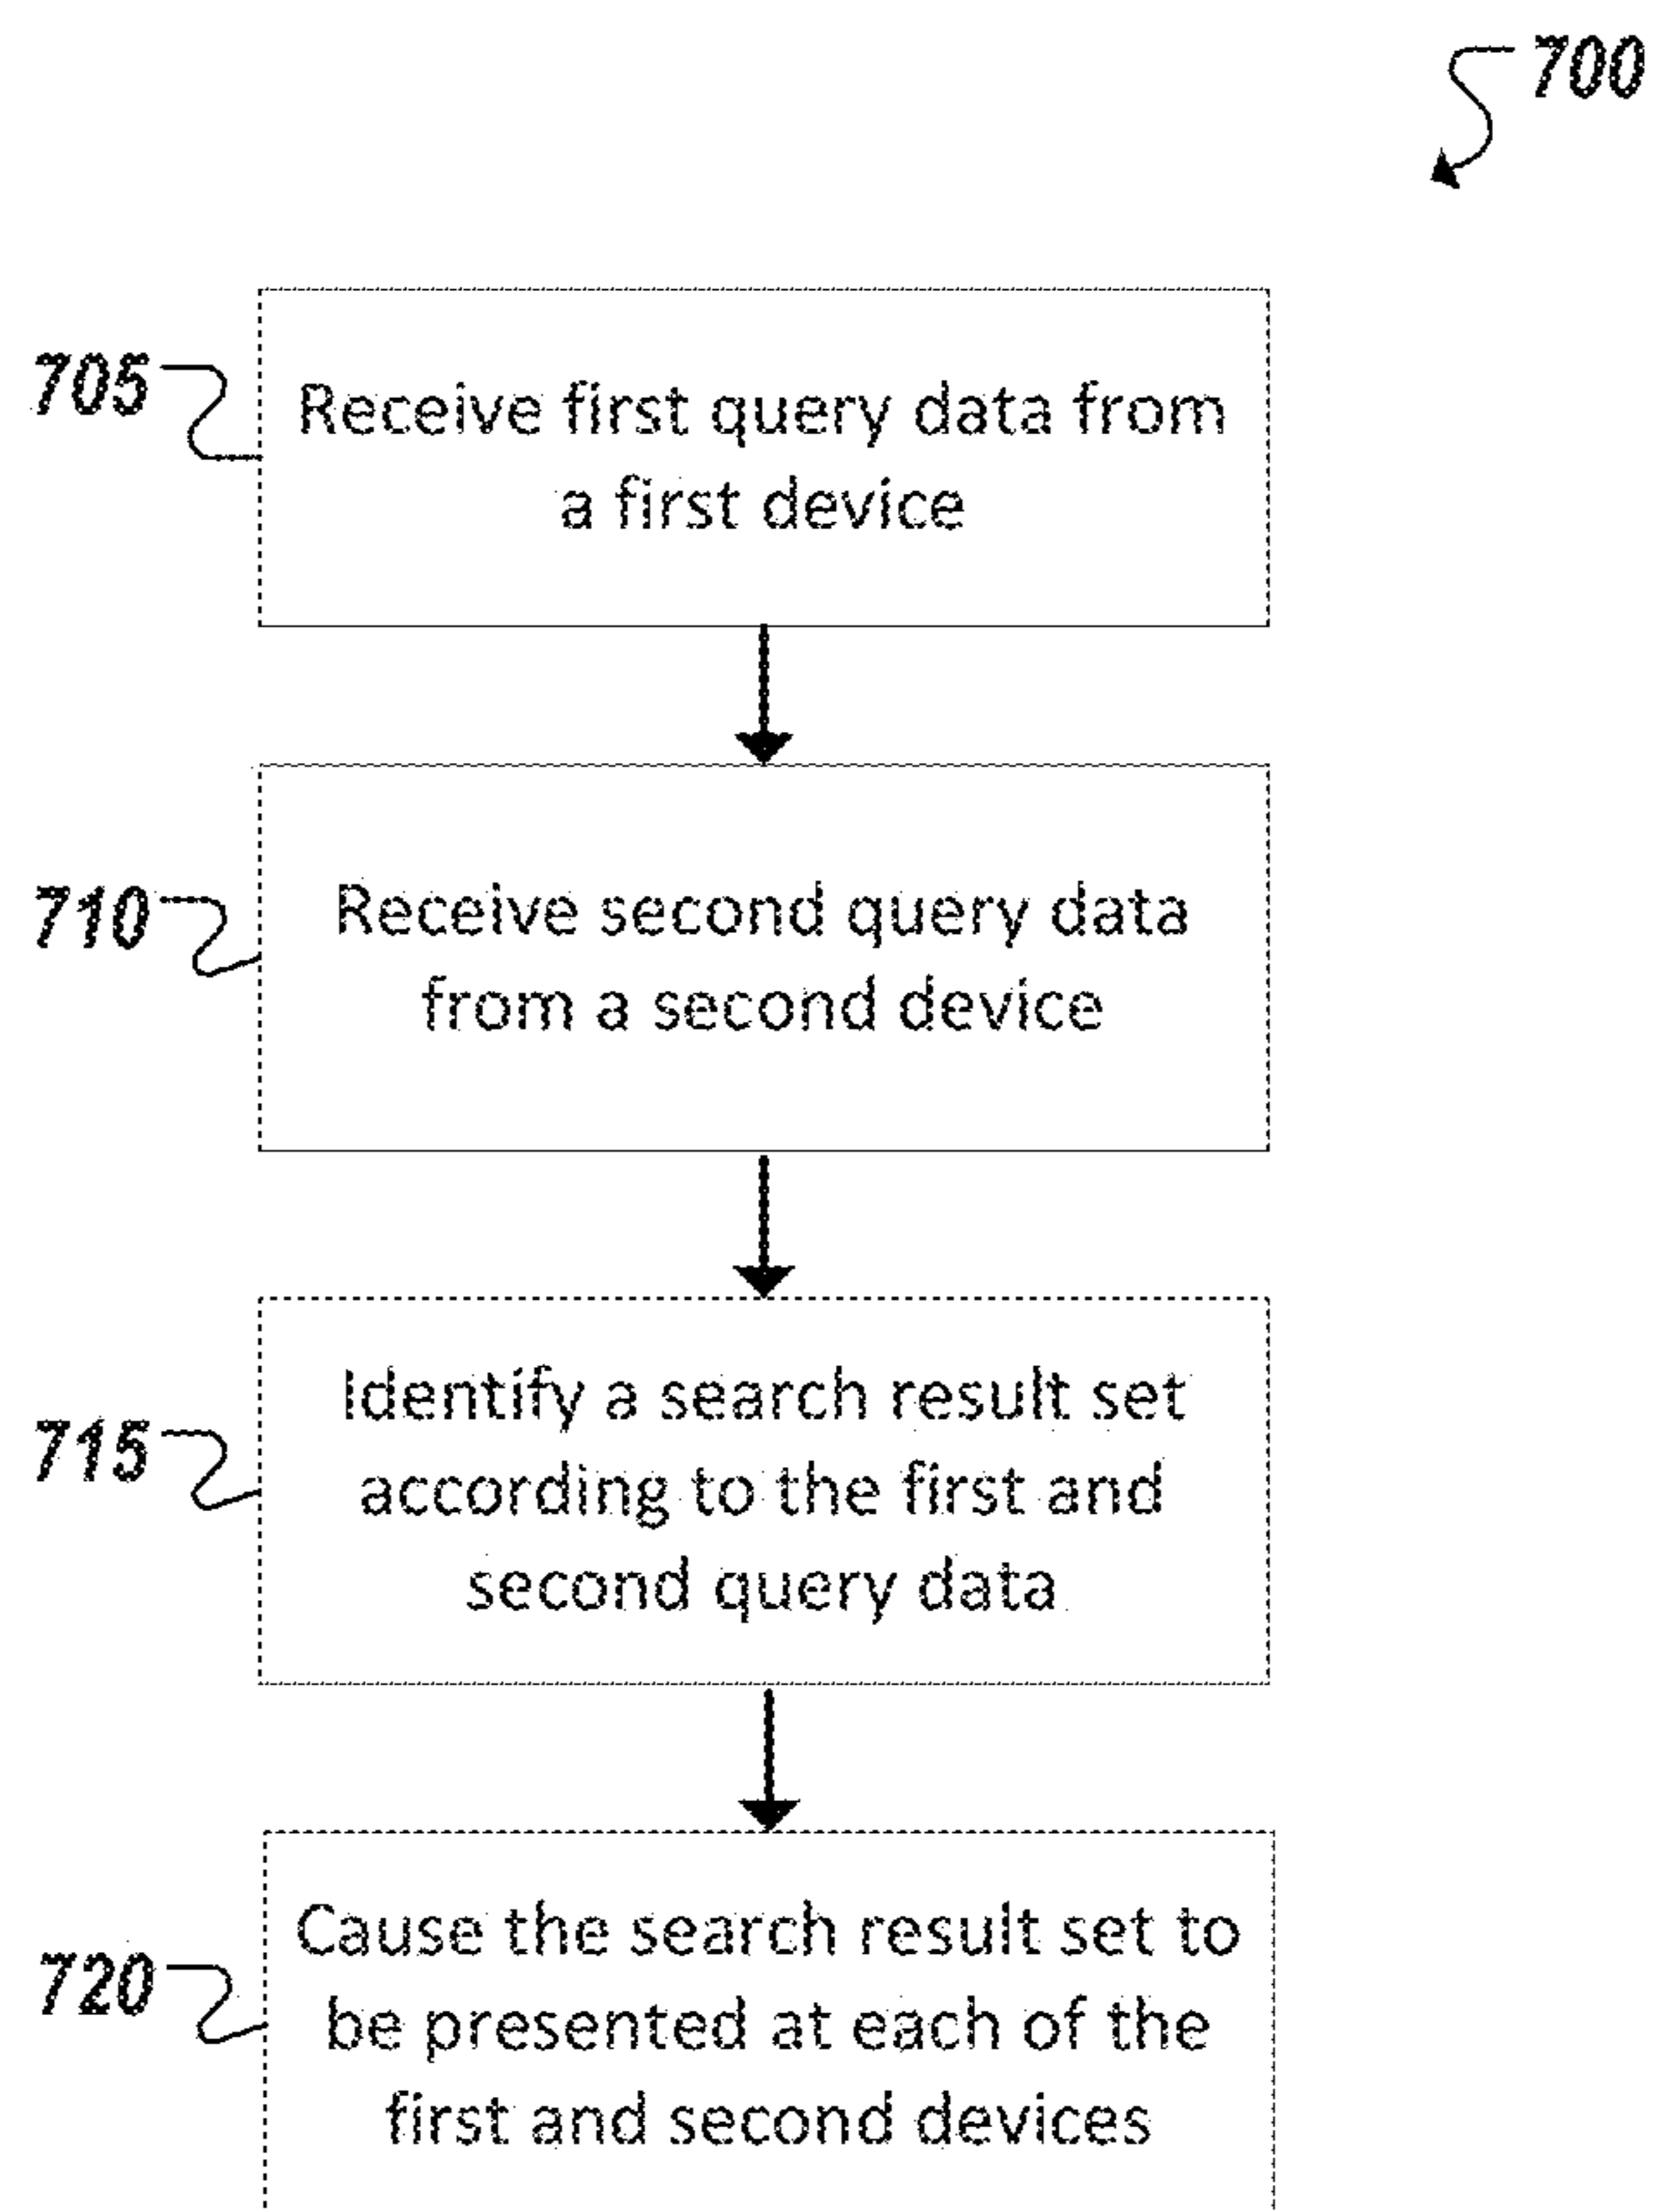 700
705
Receive first query data from
a first device
710
Receive second query data
from a second device
715
Identify a search result set
according to the first and
second query data
720
Cause the search result set to
be presented at each of the
first and second devices